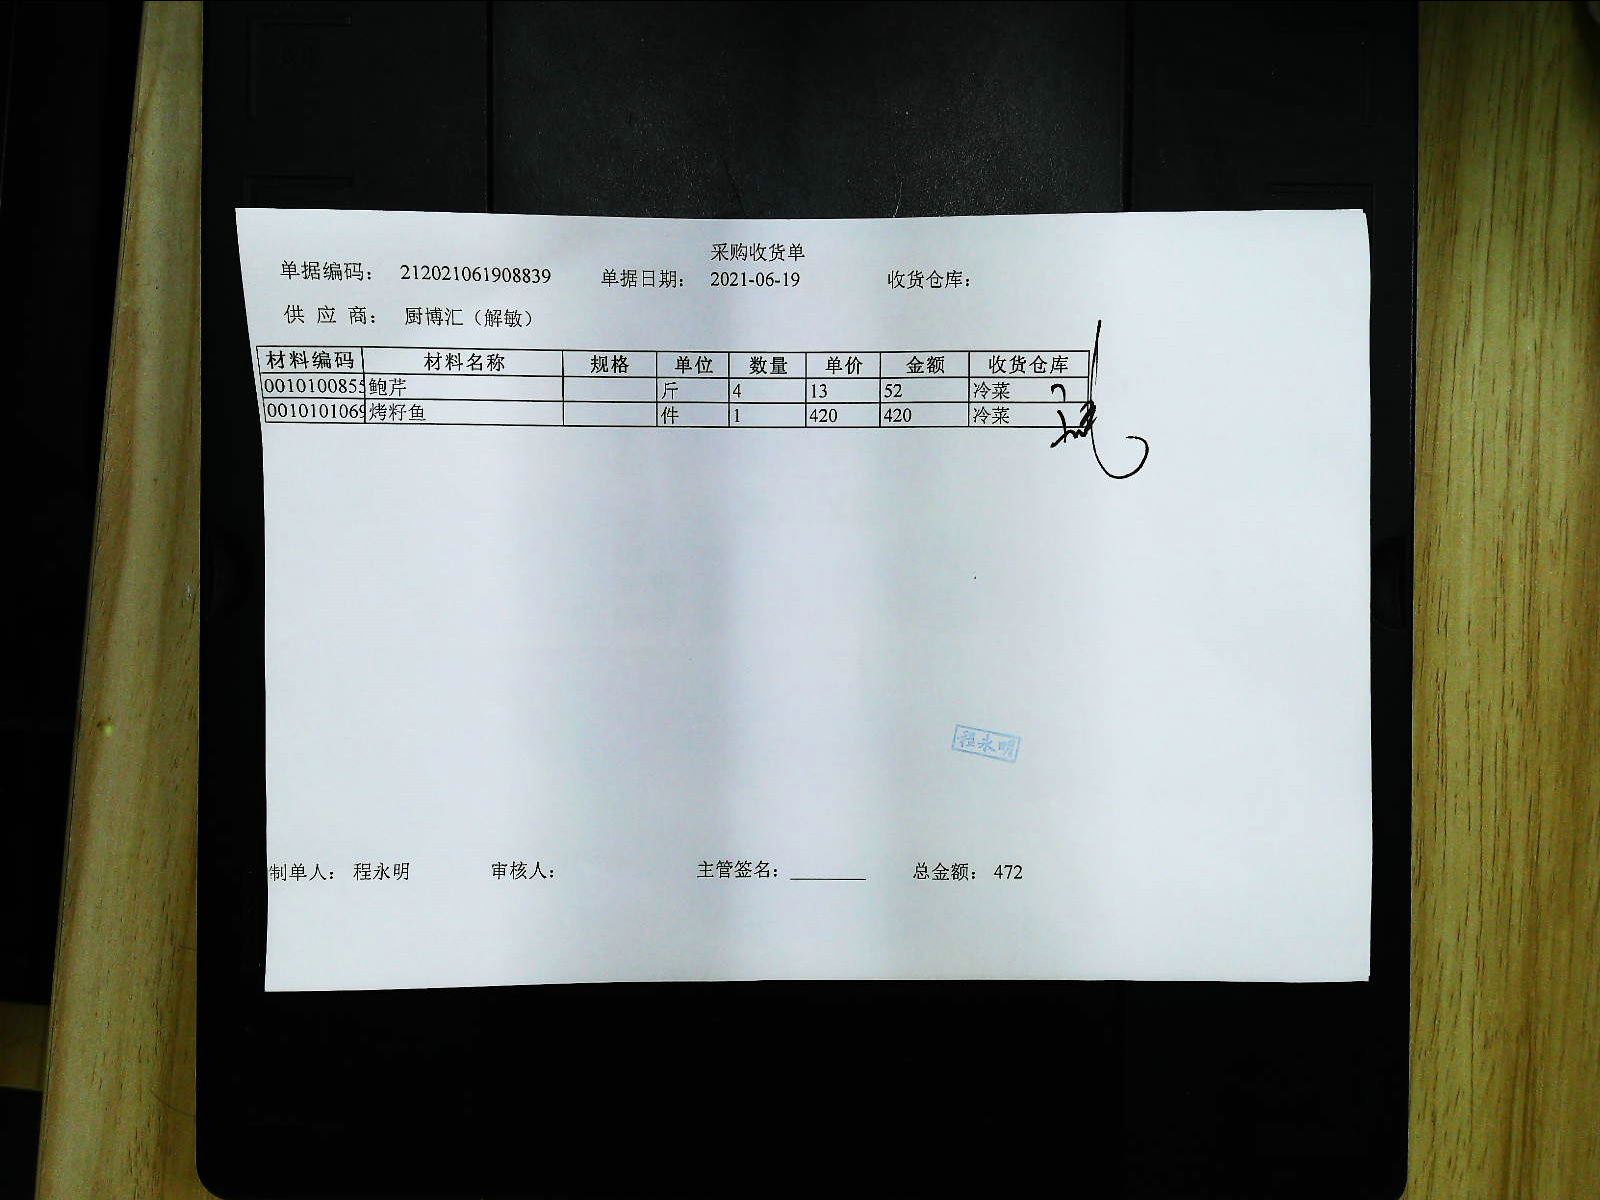 采购收货单
单据编码： 212021061908839 单据日期： 2021-06-19 收货仓库：
供 应 商： 厨博汇（解敏）
材料编码 材料名称 规格 单位 数量 单价 金额 收货仓库
0010100855 鲍芹 斤 4 13 52 冷菜
0010101069 烤籽鱼 件 1 420 420 冷菜
程永明
制单人： 程永明 审核人： 主管签名： 总金额： 472